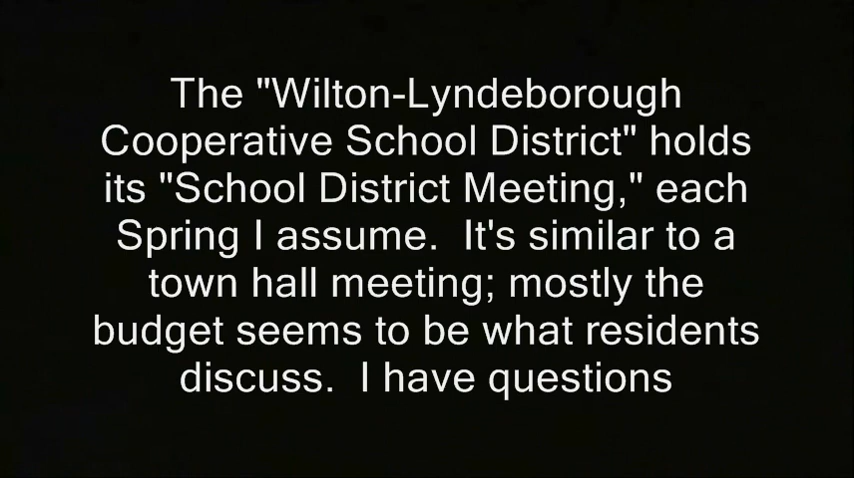 The "Wilton-Lyndeborough
Cooperative School District" holds
its "School District Meeting," each
Spring I assume.  It's similar to a
town hall meeting; mostly the
budget seems to be what residents
discuss.  I have questions